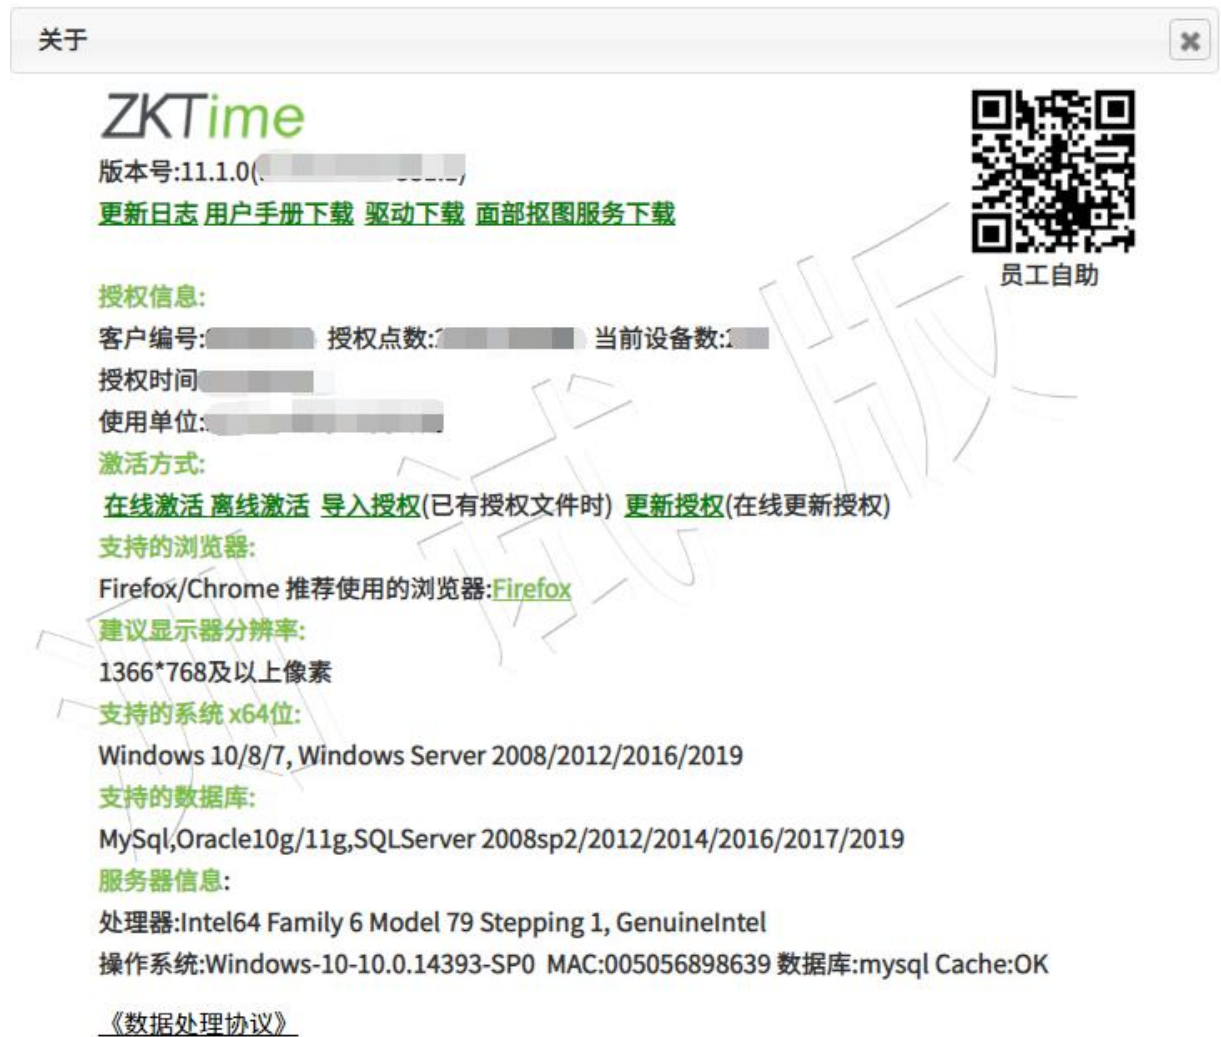 关于
ZKTime
版本号:11.1.0(
更新日志 用户手册下载 驱动下载 面部抠图服务下载
员工自助
授权信息:
客户编号: 授权点数: 当前设备数:
授权时间
使用单位:
激活方式:
在线激活 离线激活 导入授权(已有授权文件时) 更新授权(在线更新授权)
支持的浏览器:
Firefox/Chrome 推荐使用的浏览器:Firefox
建议显示器分辨率:
1366*768及以上像素
支持的系统 x64位:
Windows 10/8/7, Windows Server 2008/2012/2016/2019
支持的数据库:
MySql,Oracle10g/11g,SQLServer 2008sp2/2012/2014/2016/2017/2019
服务器信息:
处理器:Intel64 Family 6 Model 79 Stepping 1, GenuineIntel
操作系统:Windows-10-10.0.14393-SP0 MAC:005056898639 数据库:mysql Cache:OK
《数据处理协议》
测试版